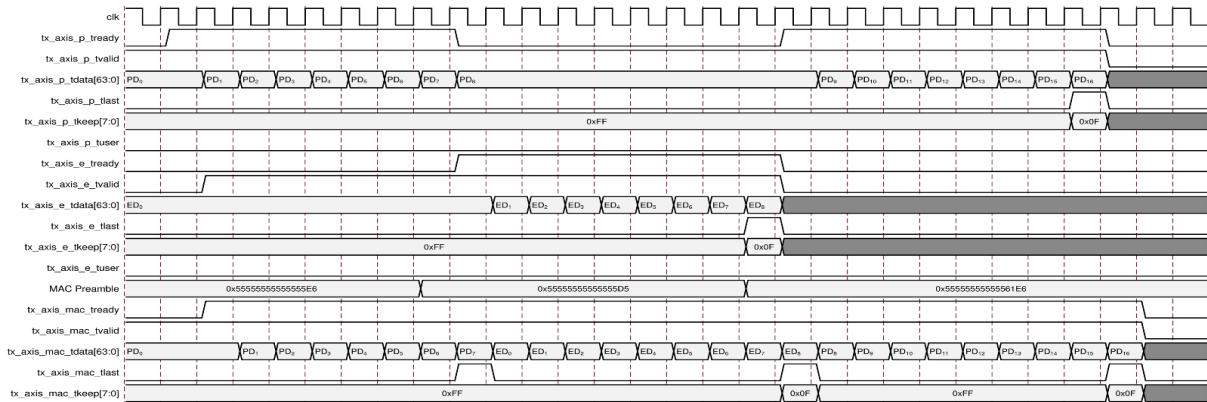 clk
tx_axis_p_tready
tx_axis_p_tvalid
tx_axis_p_tdata[63:0] PD₀ PD₁ PD₂ PD₃ PD₄ PD₅ PD₆ PD₇ PD₈ PD₉ PD₁₀ PD₁₁ PD₁₂ PD₁₃ PD₁₄ PD₁₅ PD₁₆
tx_axis_p_tlast
tx_axis_p_tkeep[7:0] 0xFF 0x0F
tx_axis_p_tuser
tx_axis_e_tready
tx_axis_e_tvalid
tx_axis_e_tdata[63:0] ED₀ ED₁ ED₂ ED₃ ED₄ ED₅ ED₆ ED₇ ED₈
tx_axis_e_tlast
tx_axis_e_tkeep[7:0] 0xFF 0x0F
tx_axis_e_tuser
MAC Preamble 0x55555555555555E6 0x55555555555555D5 0x55555555555561E6
tx_axis_mac_tready
tx_axis_mac_tvalid
tx_axis_mac_tdata[63:0] PD₀ PD₁ PD₂ PD₃ PD₄ PD₅ PD₆ PD₇ ED₀ ED₁ ED₂ ED₃ ED₄ ED₅ ED₆ ED₇ ED₈ PD₈ PD₉ PD₁₀ PD₁₁ PD₁₂ PD₁₃ PD₁₄ PD₁₅ PD₁₆
tx_axis_mac_tlast
tx_axis_mac_tkeep[7:0] 0xFF 0x0F 0xFF 0x0F